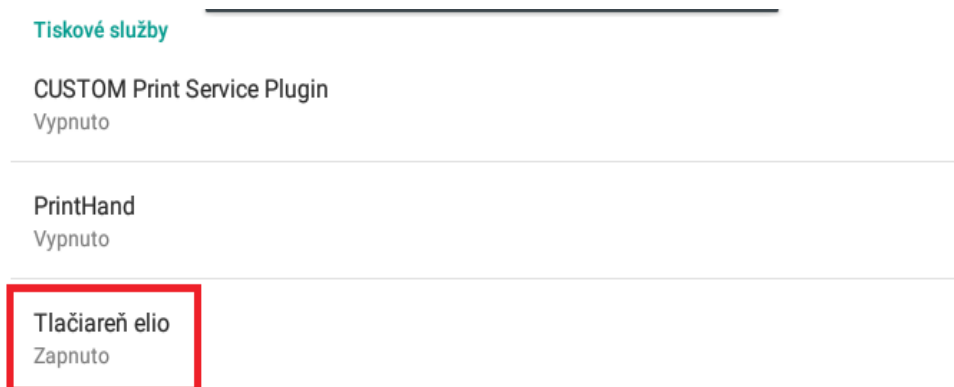 Tiskové služby
CUSTOM Print Service Plugin
Vypnuto
PrintHand
Vypnuto
Tlačiareň elio
Zapnuto